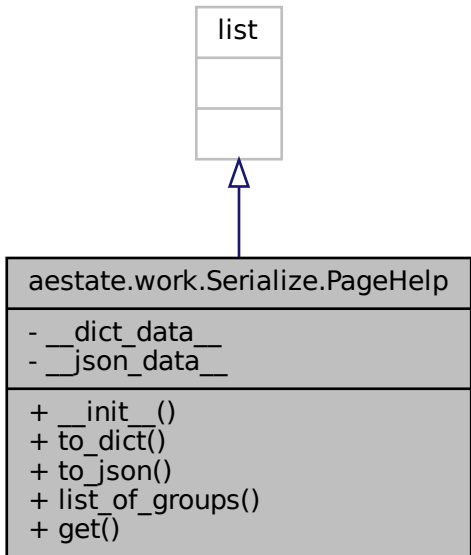 list
aestate.work.Serialize.PageHelp
- __dict_data__
- __json_data__
+ __init__()
+ to_dict()
+ to_json()
+ list_of_groups()
+ get()